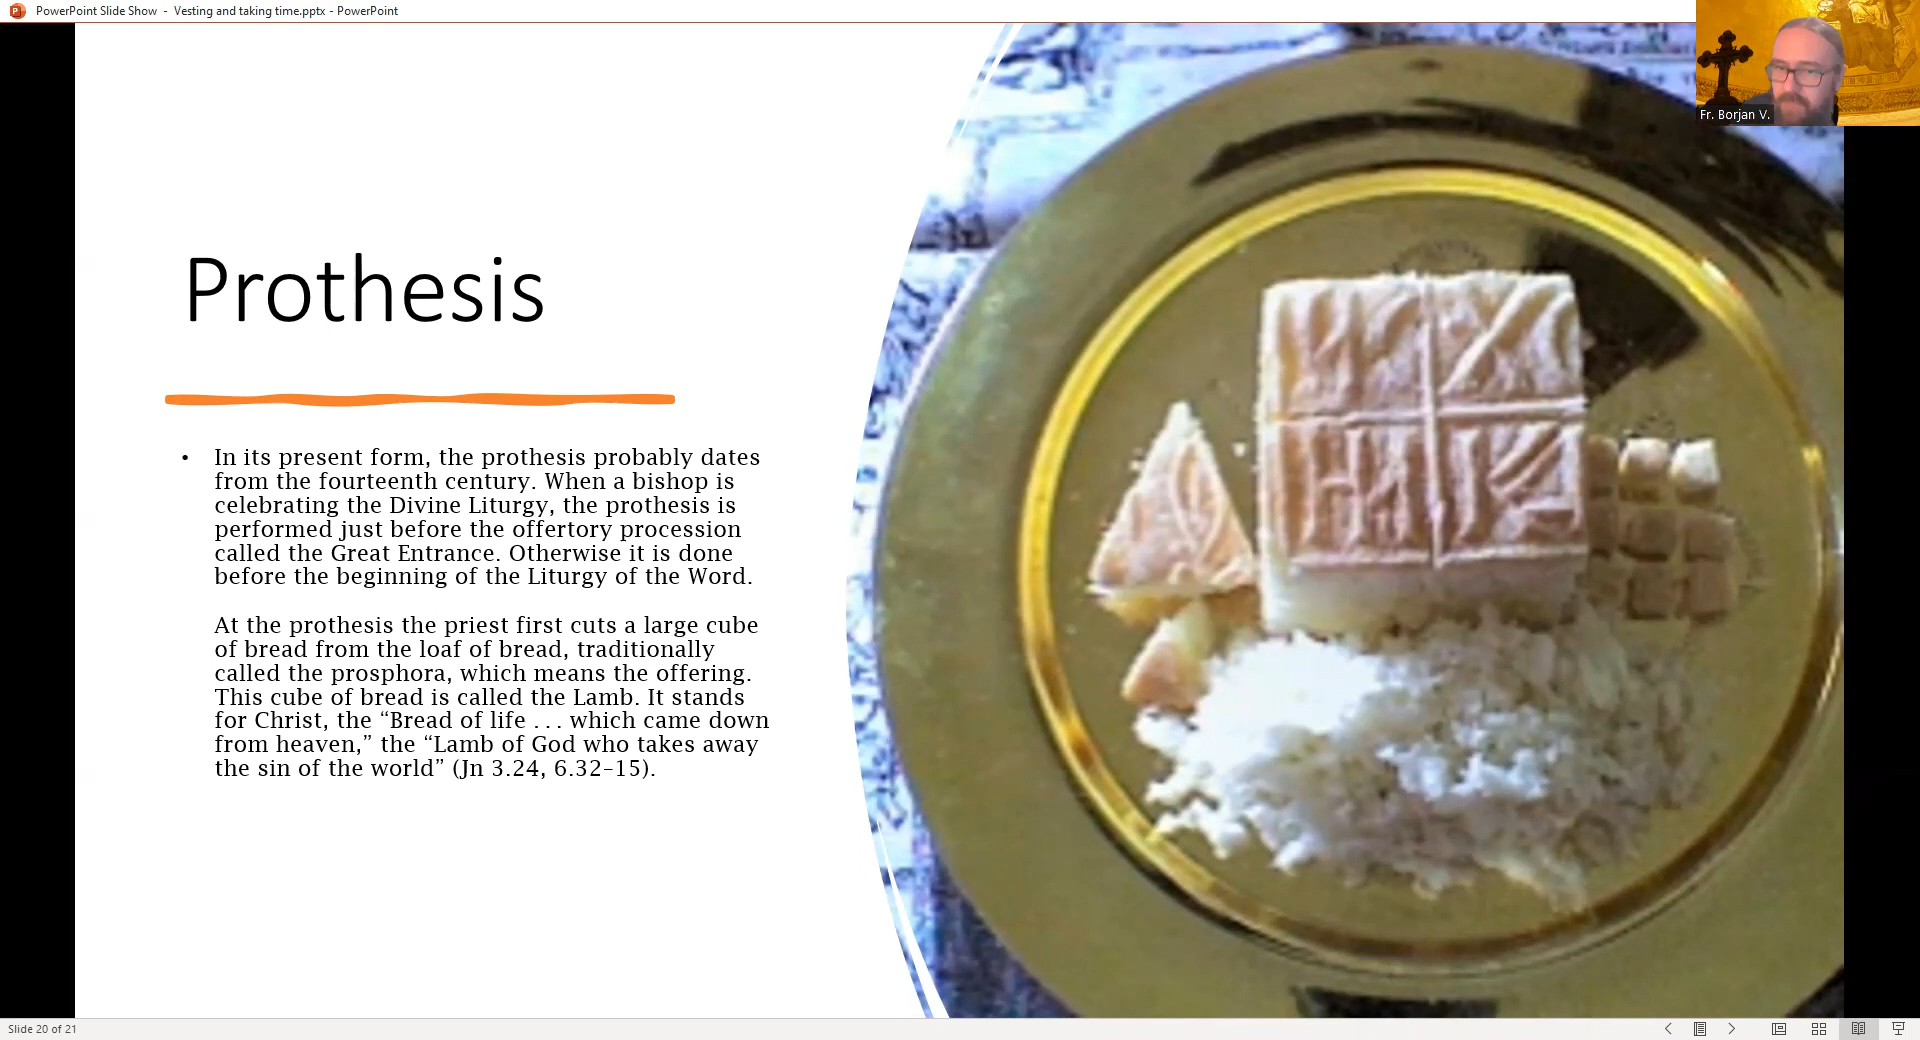 PowerPoint Slide Show - Vesting and taking time.pptx - PowerPoint
Fr. Borjan V.
Prothesis
• In its present form, the prothesis probably dates
from the fourteenth century. When a bishop is
celebrating the Divine Liturgy, the prothesis is
performed just before the offertory procession
called the Great Entrance. Otherwise it is done
before the beginning of the Liturgy of the Word.
At the prothesis the priest first cuts a large cube
of bread from the loaf of bread, traditionally
called the prosphora, which means the offering.
This cube of bread is called the Lamb. It stands
for Christ, the “Bread of life . . . which came down
from heaven,” the “Lamb of God who takes away
the sin of the world” (Jn 3.24, 6.32–15).
Slide 20 of 21